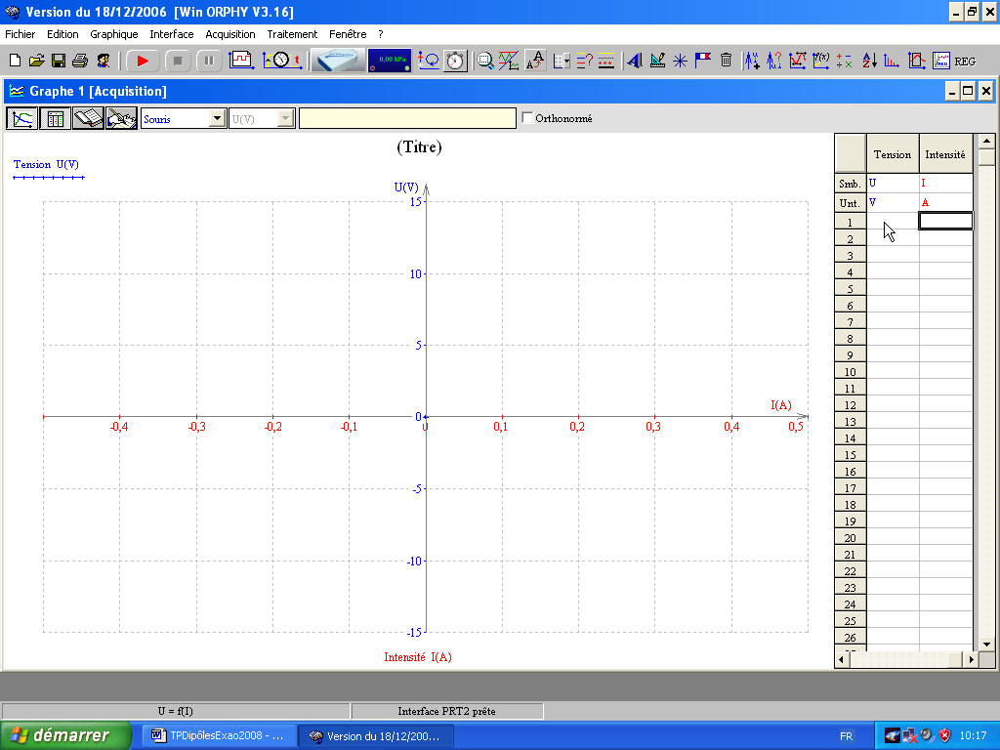 Version du 18/12/2006 [Win ORPHY V3.16]
Fichier Edition Graphique Interface Acquisition Traitement Fenêtre ?
0,00 hPa
REG
Graphe 1 [Acquisition]
Souris U(V) Orthonormé
(Titre)
Tension U(V)
U(V)
15
10
5
I(A)
-0,4 -0,3 -0,2 -0,1 0 0 0,1 0,2 0,3 0,4 0,5
-5
-10
-15
Intensité I(A)
Tension Intensité
Smb. U I
Unt. V A
1
2
3
4
5
6
7
8
9
10
11
12
13
14
15
16
17
18
19
20
21
22
23
24
25
26
U = f(I) Interface PRT2 prête
démarrer TPDipôlesExao2008 - ... Version du 18/12/200... FR 10:17